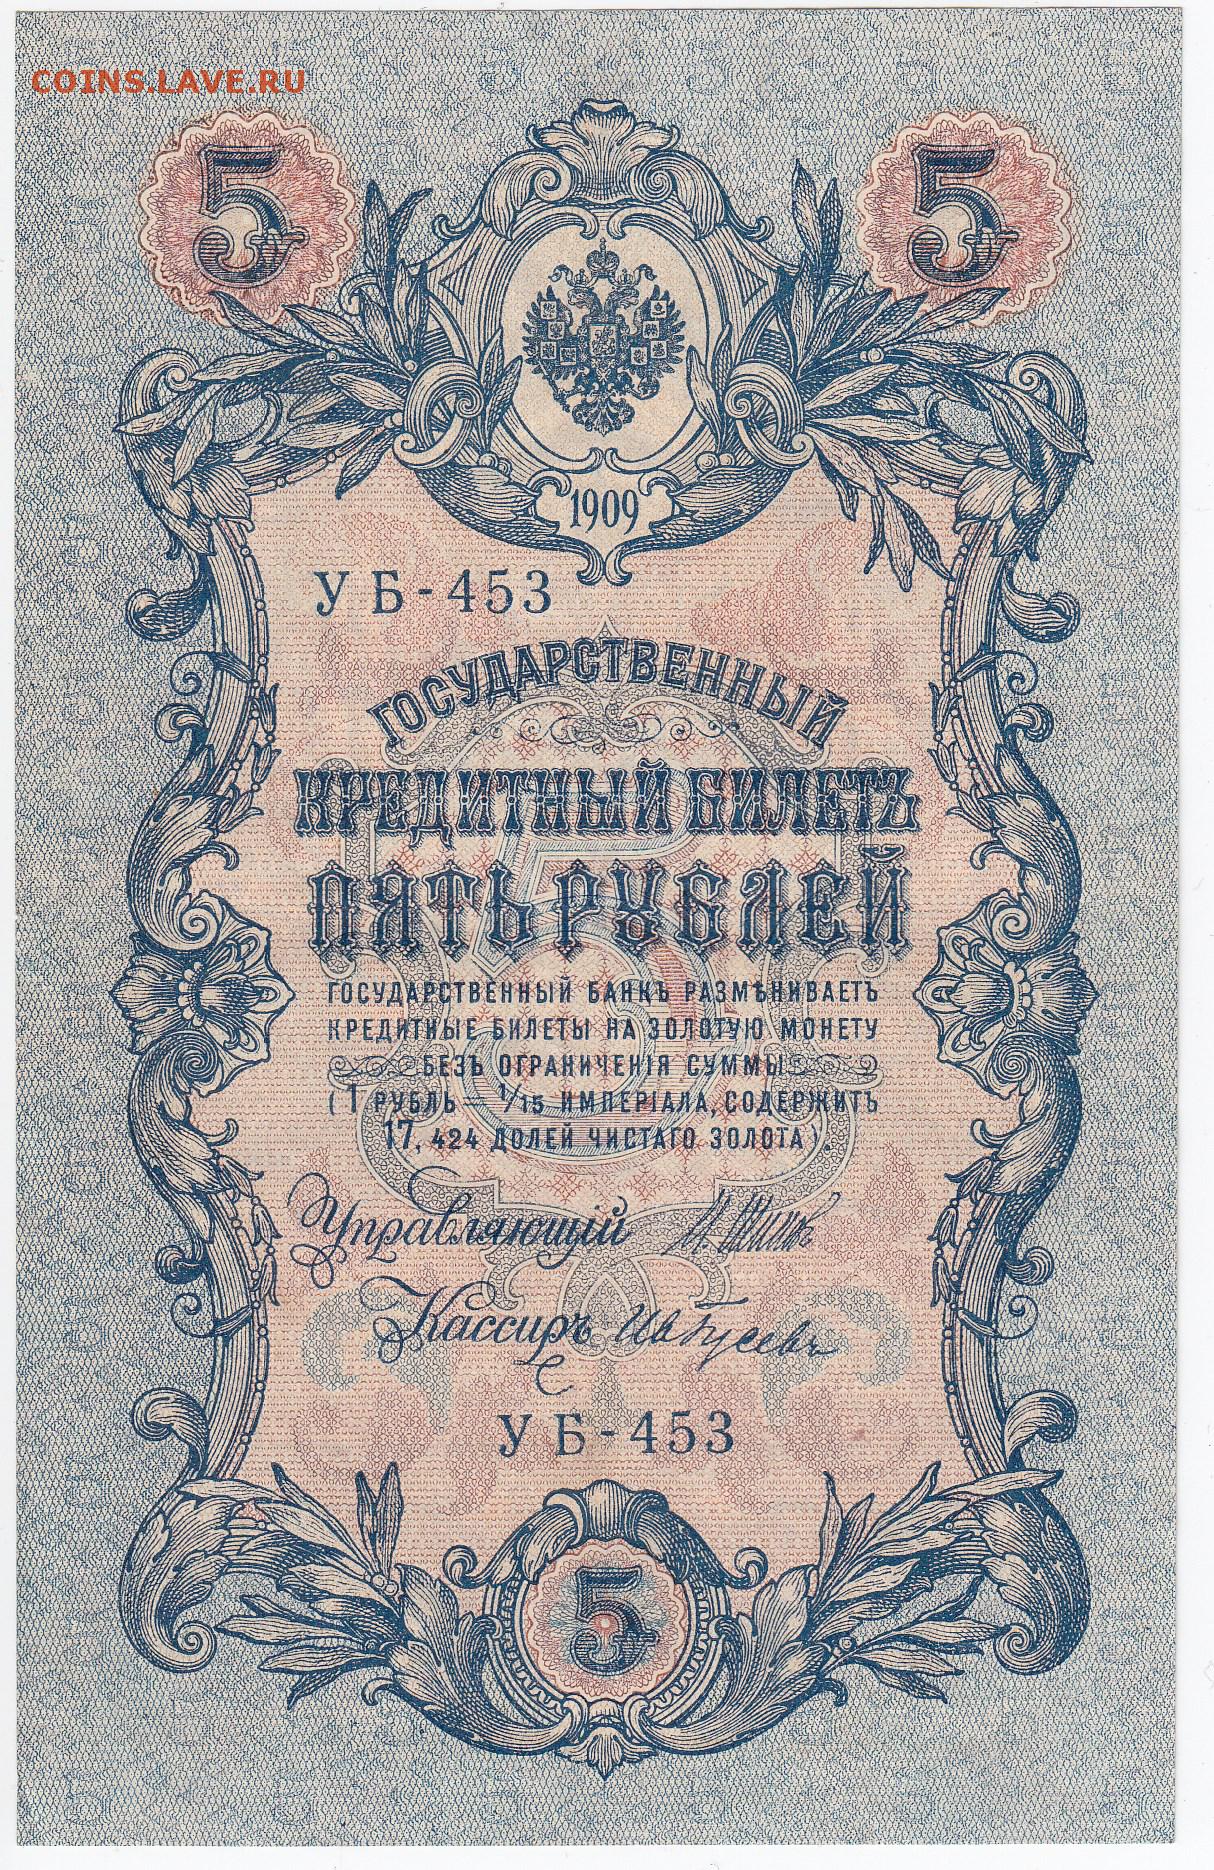 COINS.LAVE.RU
5 5
1909
УБ-453
ГОСУДАРСТВЕННЫЙ
КРЕДИТНЫЙ БИЛЕТЪ
ПЯТЬ РУБЛЕЙ
ГОСУДАРСТВЕННЫЙ БАНКЪ РАЗМѢНИВАЕТЪ
КРЕДИТНЫЕ БИЛЕТЫ НА ЗОЛОТУЮ МОНЕТУ
БЕЗЪ ОГРАНИЧЕНІЯ СУММЫ
(1 РУБЛЬ = 1/15 ИМПЕРІАЛА, СОДЕРЖИТЪ
17,424 ДОЛЕЙ ЧИСТАГО ЗОЛОТА).
Управляющій И. Шиповъ
Кассиръ
УБ-453
5